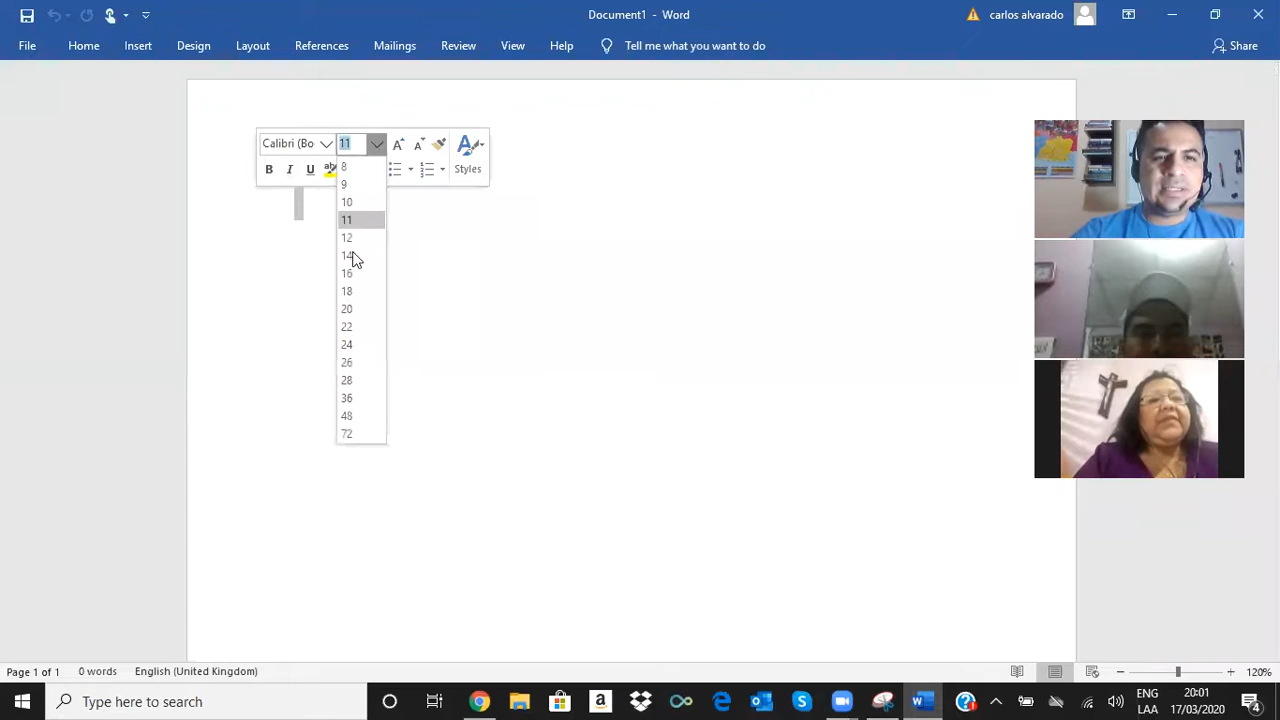 Document1 - Word
carlos alvarado
File Home Insert Design Layout References Mailings Review View Help Tell me what you want to do Share
Calibri (Bo 11
B I U ab Styles
8
9
10
11
12
14
16
18
20
22
24
26
28
36
48
72
Page 1 of 1 0 words English (United Kingdom) 120%
Type here to search
ENG 20:01
LAA 17/03/2020 4